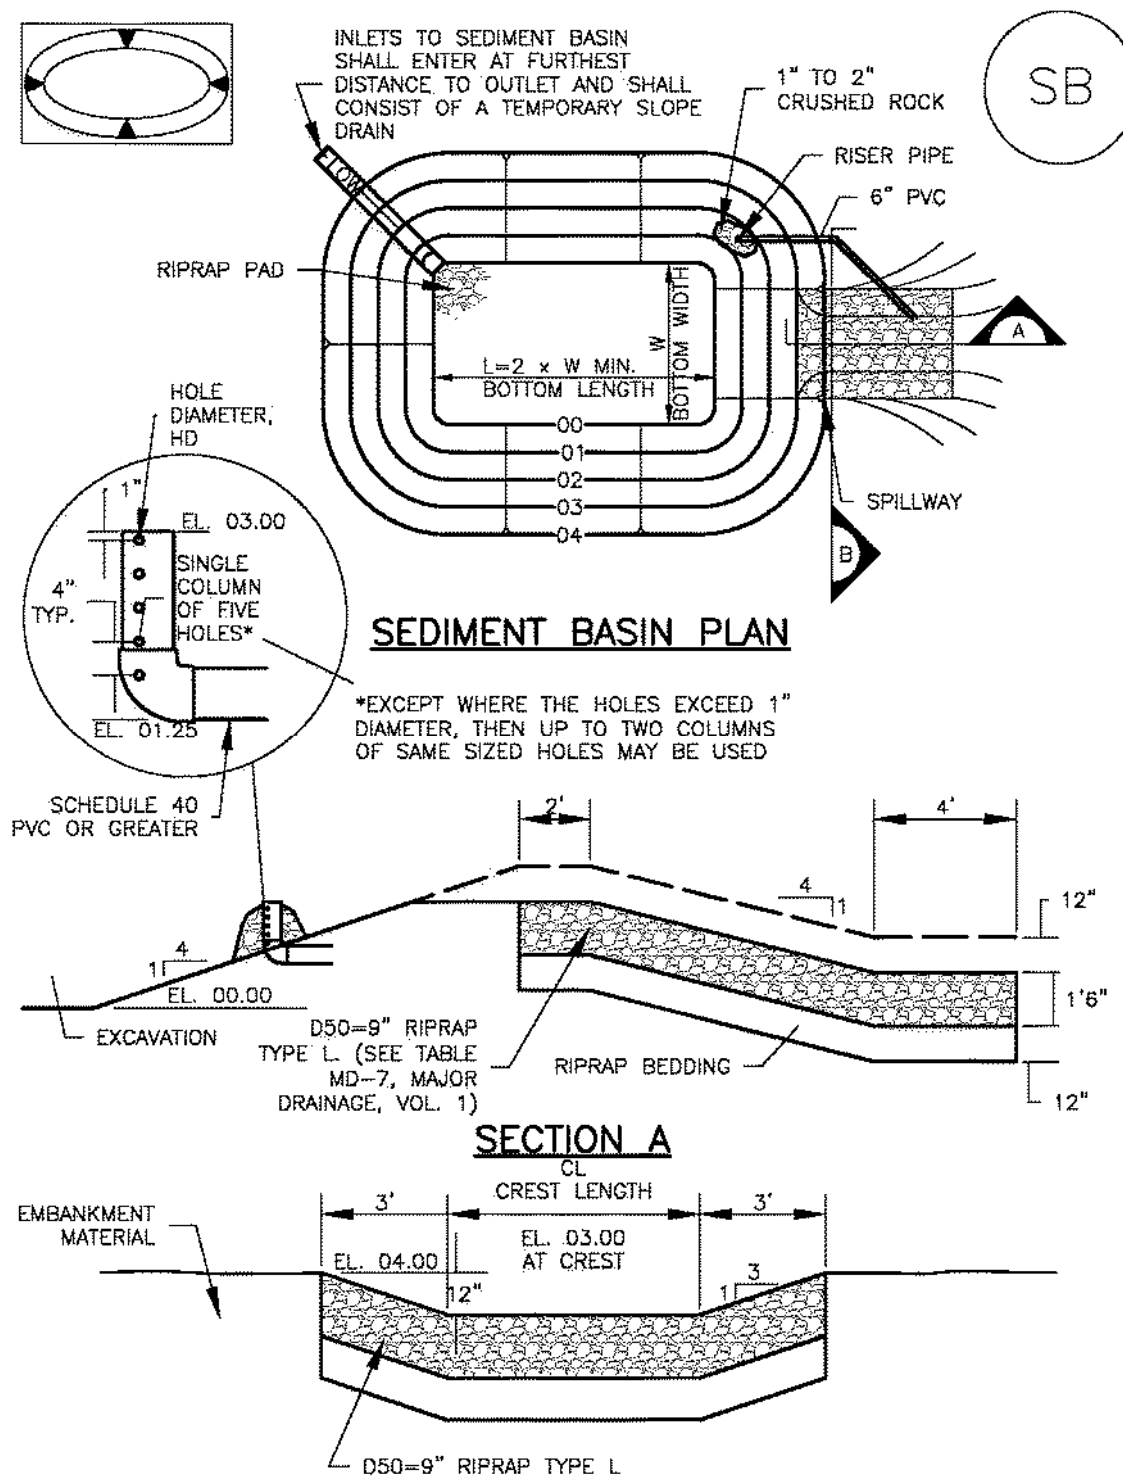 INLETS TO SEDIMENT BASIN
SHALL ENTER AT FURTHEST
DISTANCE TO OUTLET AND SHALL
CONSIST OF A TEMPORARY SLOPE
DRAIN
1" TO 2"
CRUSHED ROCK
SB
RISER PIPE
6" PVC
RIPRAP PAD
BOTTOM WIDTH
W
L=2 x W MIN.
BOTTOM LENGTH
A
00
01
02
03
04
SPILLWAY
B
HOLE
DIAMETER,
HD
1"
EL. 03.00
4"
TYP.
SINGLE
COLUMN
OF FIVE
HOLES*
EL. 01.25
SEDIMENT BASIN PLAN
*EXCEPT WHERE THE HOLES EXCEED 1"
DIAMETER, THEN UP TO TWO COLUMNS
OF SAME SIZED HOLES MAY BE USED
SCHEDULE 40
PVC OR GREATER
2'
4'
4
1
12"
4
1
EL. 00.00
1'6"
EXCAVATION
D50=9" RIPRAP
TYPE L. (SEE TABLE
MD-7, MAJOR
DRAINAGE, VOL. 1)
RIPRAP BEDDING
12"
SECTION A
CL
CREST LENGTH
3'
3'
EMBANKMENT
MATERIAL
EL. 04.00
EL. 03.00
AT CREST
12"
3
1
D50=9" RIPRAP TYPE L